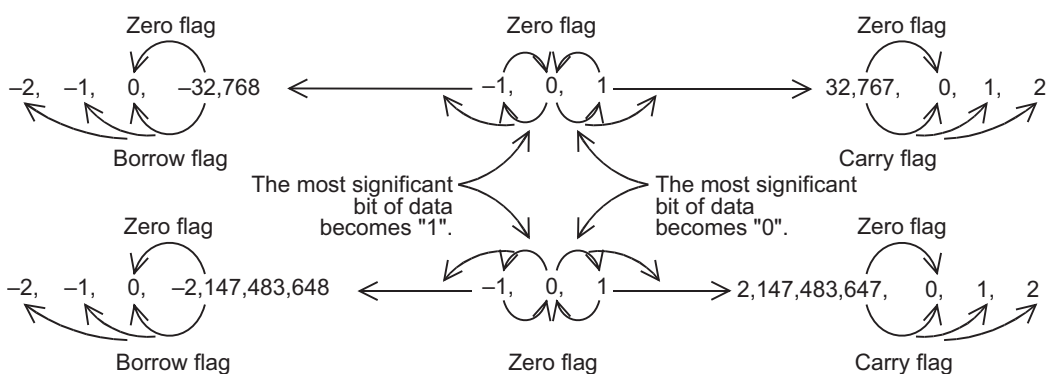 Zero flag Zero flag Zero flag
–2, –1, 0, –32,768 –1, 0, 1 32,767, 0, 1, 2
Borrow flag Carry flag
The most significant
bit of data
becomes "1".
The most significant
bit of data
becomes "0".
Zero flag Zero flag
–2, –1, 0, –2,147,483,648 –1, 0, 1 2,147,483,647, 0, 1, 2
Borrow flag Zero flag Carry flag